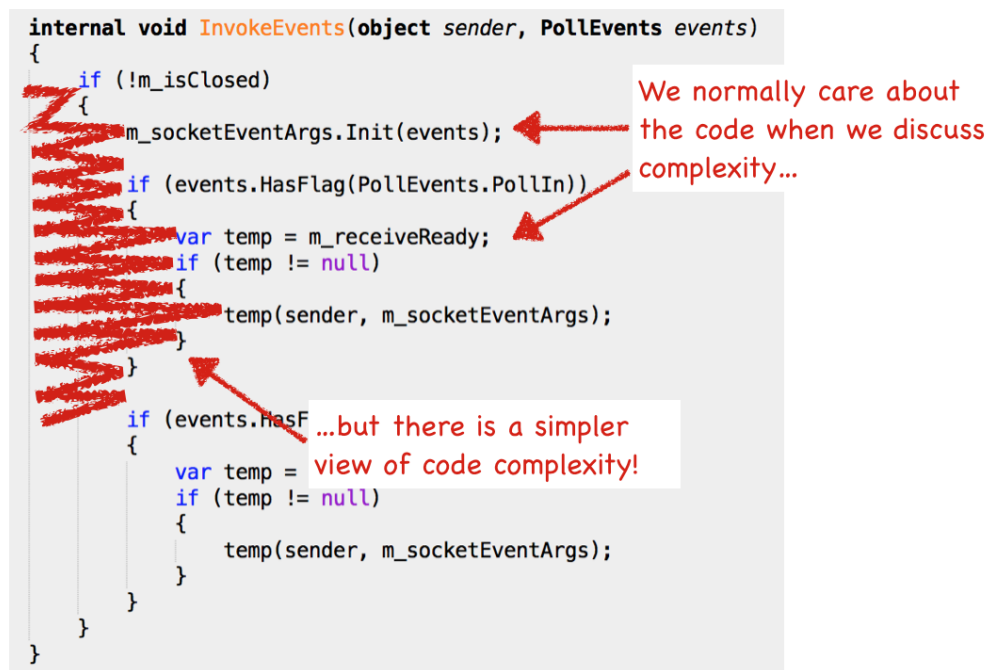 internal void InvokeEvents(object sender, PollEvents events)
{
if (!m_isClosed)
{
m_socketEventArgs.Init(events);
if (events.HasFlag(PollEvents.PollIn))
{
var temp = m_receiveReady;
if (temp != null)
{
temp(sender, m_socketEventArgs);
}
}
if (events.HasF
{
var temp =
if (temp != null)
{
temp(sender, m_socketEventArgs);
}
}
}
}
We normally care about
the code when we discuss
complexity...
...but there is a simpler
view of code complexity!